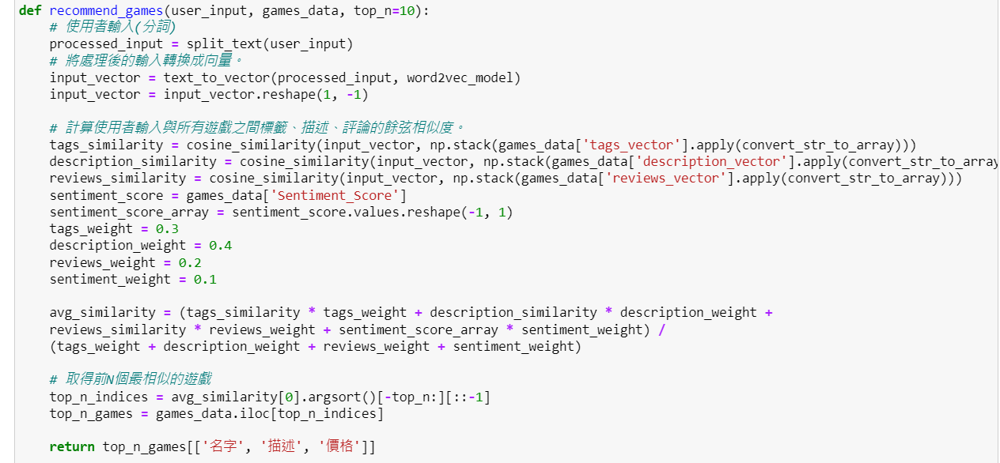 def recommend_games(user_input, games_data, top_n=10):
    # 使用者輸入(分詞)
    processed_input = split_text(user_input)
    # 將處理後的輸入轉換成向量。
    input_vector = text_to_vector(processed_input, word2vec_model)
    input_vector = input_vector.reshape(1, -1)

    # 計算使用者輸入與所有遊戲之間標籤、描述、評論的餘弦相似度。
    tags_similarity = cosine_similarity(input_vector, np.stack(games_data['tags_vector'].apply(convert_str_to_array)))
    description_similarity = cosine_similarity(input_vector, np.stack(games_data['description_vector'].apply(convert_str_to_array
    reviews_similarity = cosine_similarity(input_vector, np.stack(games_data['reviews_vector'].apply(convert_str_to_array)))
    sentiment_score = games_data['Sentiment_Score']
    sentiment_score_array = sentiment_score.values.reshape(-1, 1)
    tags_weight = 0.3
    description_weight = 0.4
    reviews_weight = 0.2
    sentiment_weight = 0.1

    avg_similarity = (tags_similarity * tags_weight + description_similarity * description_weight +
    reviews_similarity * reviews_weight + sentiment_score_array * sentiment_weight) /
    (tags_weight + description_weight + reviews_weight + sentiment_weight)

    # 取得前N個最相似的遊戲
    top_n_indices = avg_similarity[0].argsort()[-top_n:][::-1]
    top_n_games = games_data.iloc[top_n_indices]

    return top_n_games[['名字', '描述', '價格']]